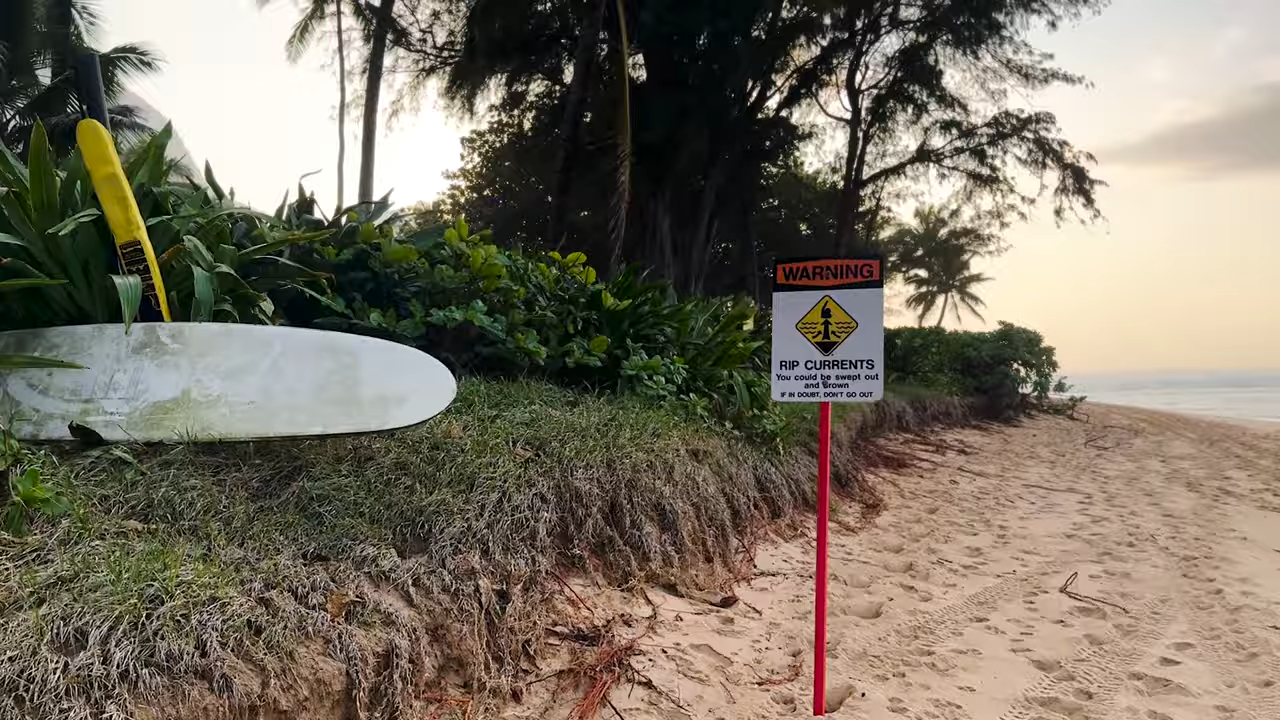 WARNING
RIP CURRENTS
You could be swept out
and drown
IF IN DOUBT, DON'T GO OUT